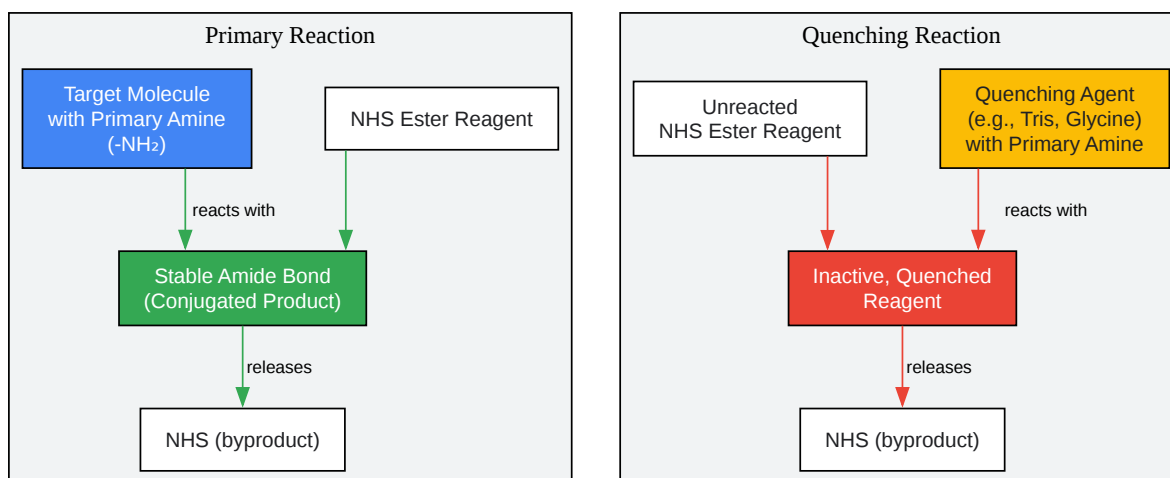 Primary Reaction
Target Molecule
with Primary Amine
(-NH₂)
NHS Ester Reagent
reacts with
Stable Amide Bond
(Conjugated Product)
releases
NHS (byproduct)
Quenching Reaction
Unreacted
NHS Ester Reagent
Quenching Agent
(e.g., Tris, Glycine)
with Primary Amine
reacts with
Inactive, Quenched
Reagent
releases
NHS (byproduct)